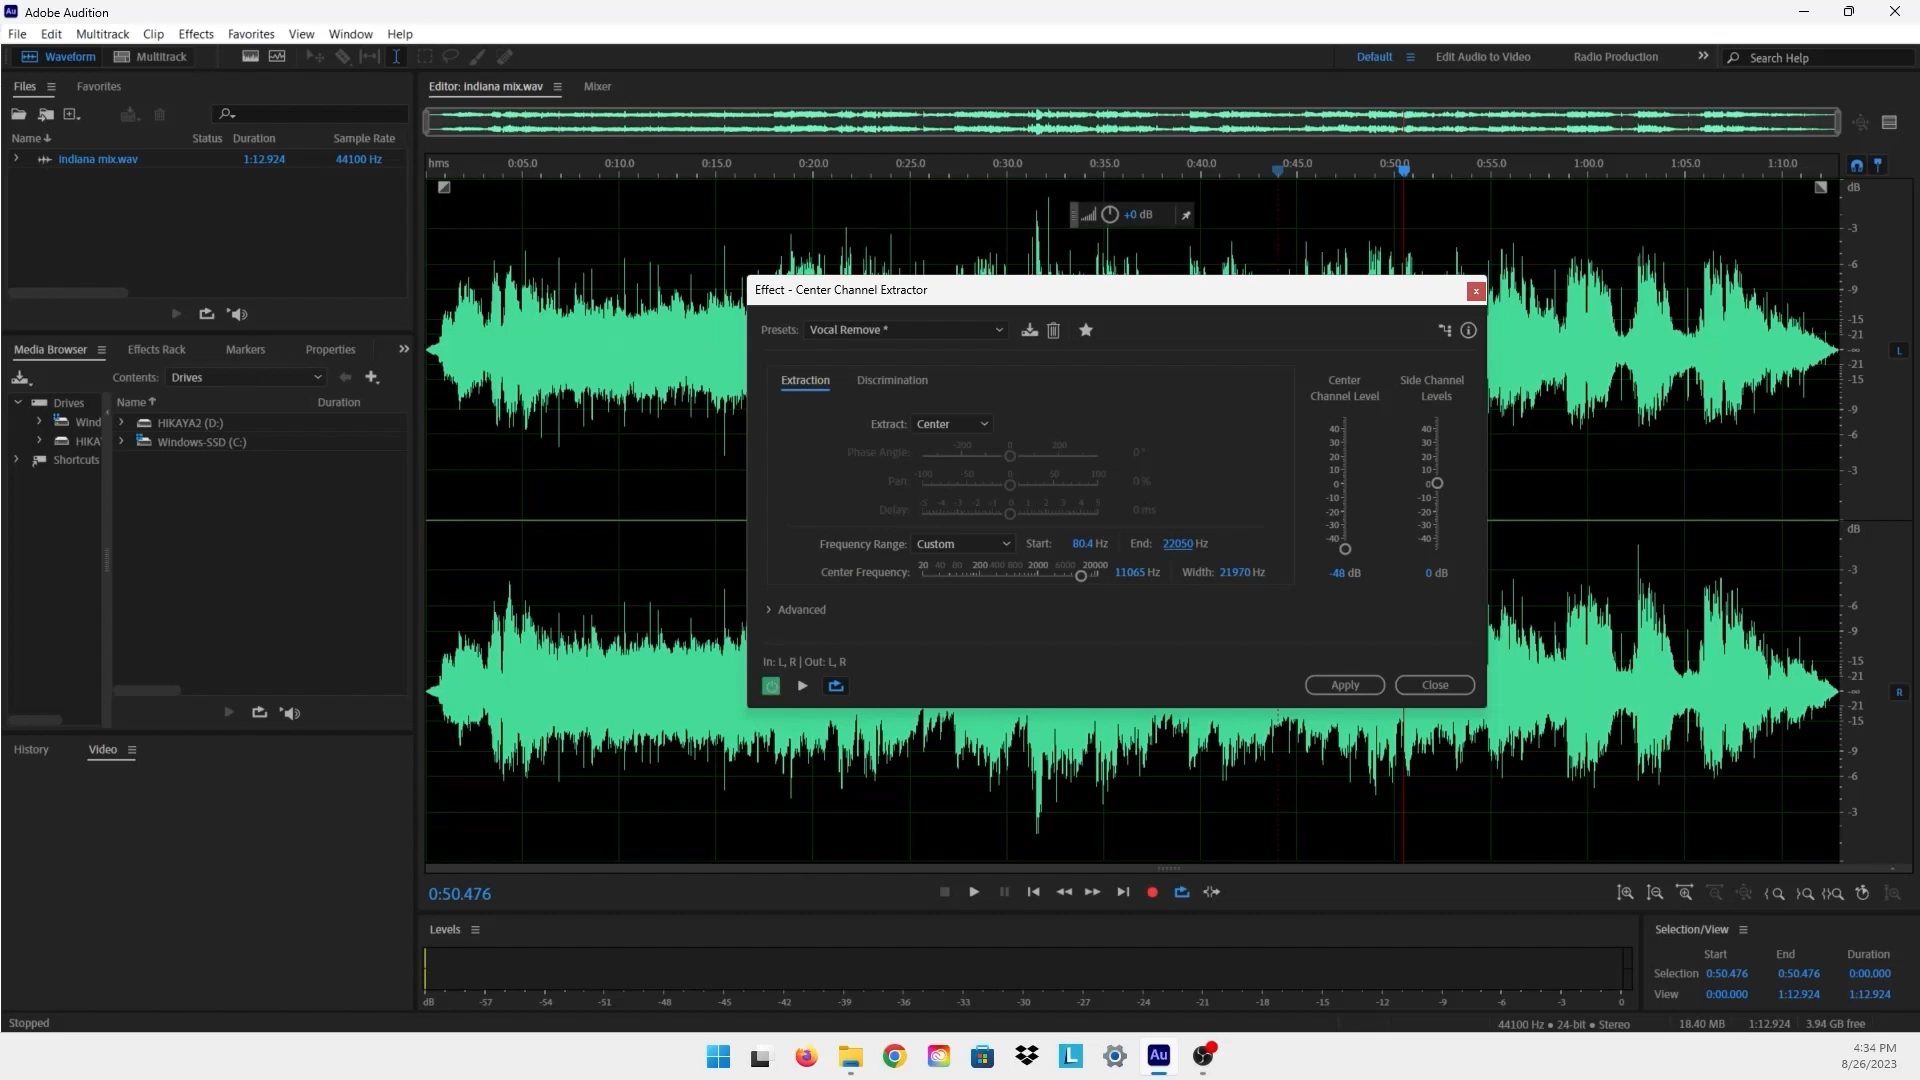 Au Adobe Audition
File Edit Multitrack Clip Effects Favorites View Window Help
Waveform Multitrack Default Edit Audio to Video Radio Production Search Help
Files Favorites Editor: indiana mix.wav Mixer
Name Status Duration Sample Rate
indiana mix.wav 1:12.924 44100 Hz
hms 0:05.0 0:10.0 0:15.0 0:20.0 0:25.0 0:30.0 0:35.0 0:40.0 0:45.0 0:50.0 0:55.0 1:00.0 1:05.0 1:10.0
dB
+0 dB
-3
-6
-9
-15
-21
-∞
-21
-15
-9
-6
-3
L
Effect - Center Channel Extractor
x
Presets: Vocal Remove *
Extraction Discrimination
Center Channel Level
Side Channel Levels
Extract: Center
-200 0 200
Phase Angle: 0 °
-100 -50 0 50 100
Pan: 0 %
-5 -4 -3 -2 -1 0 1 2 3 4 5
Delay: 0 ms
Frequency Range: Custom Start: 80.4 Hz End: 22050 Hz
20 40 80 200 400 800 2000 6000 20000
Center Frequency: 11065 Hz Width: 21970 Hz
40 30 20 10 0 -10 -20 -30 -40
-48 dB
40 30 20 10 0 -10 -20 -30 -40
0 dB
Advanced
In: L, R | Out: L, R
Apply Close
Media Browser Effects Rack Markers Properties
Contents: Drives
Drives
Wind
HIKA
Shortcuts
Name Duration
HIKAYA2 (D:)
Windows-SSD (C:)
History Video
dB
-3
-6
-9
-15
-21
-∞
-21
-15
-9
-6
-3
R
0:50.476
Levels
dB -57 -54 -51 -48 -45 -42 -39 -36 -33 -30 -27 -24 -21 -18 -15 -12 -9 -6 -3 0
Selection/View
Start End Duration
Selection 0:50.476 0:50.476 0:00.000
View 0:00.000 1:12.924 1:12.924
Stopped 44100 Hz ● 24-bit ● Stereo 18.40 MB 1:12.924 3.94 GB free
L Au
4:34 PM
8/26/2023